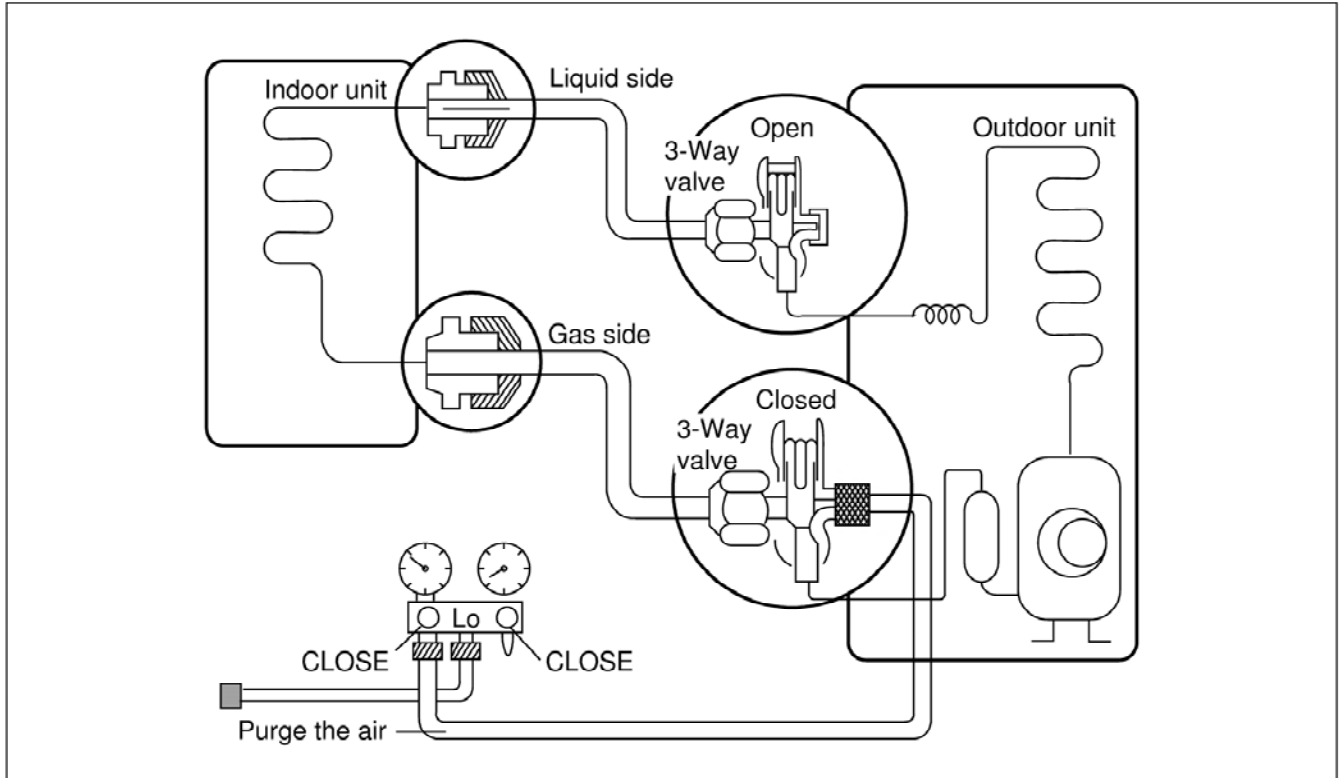 Indoor unit
Liquid side
Open
3-Way
valve
Outdoor unit
Gas side
Closed
3-Way
valve
Lo
CLOSE
CLOSE
Purge the air